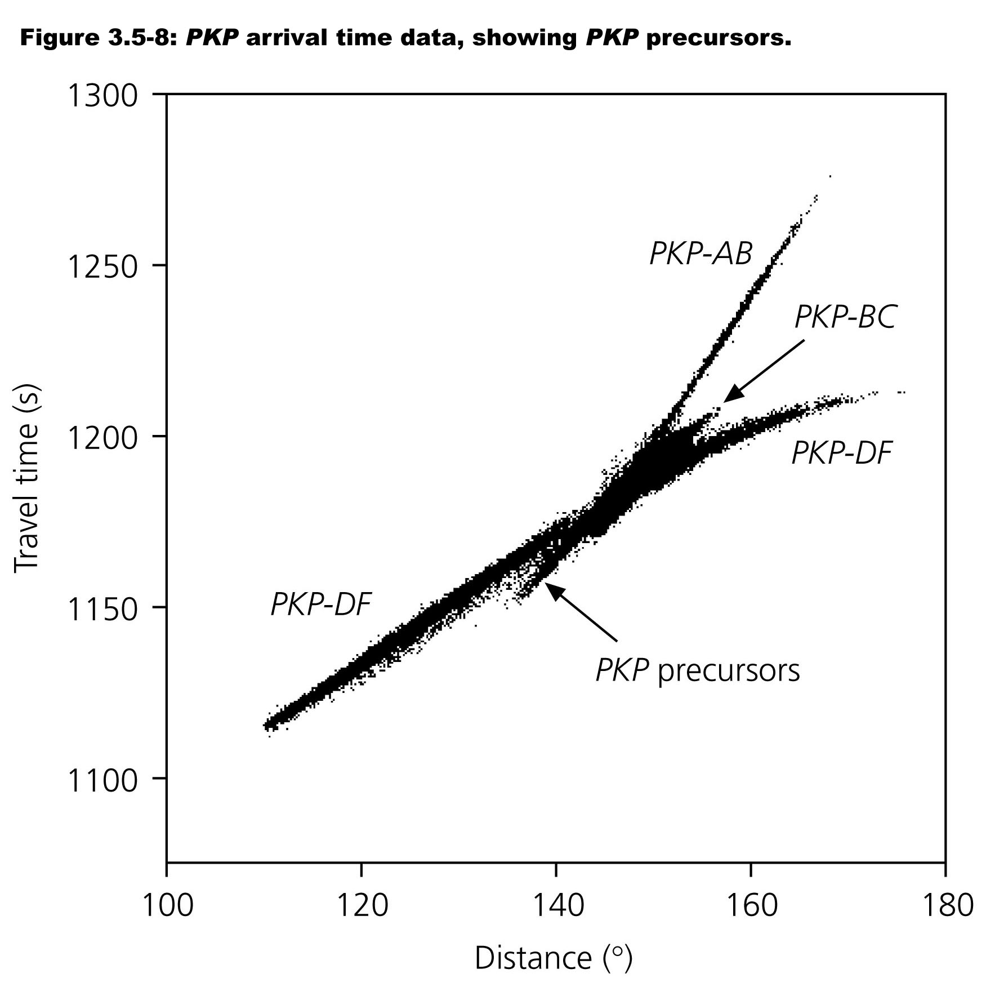 Figure 3.5-8: PKP arrival time data, showing PKP precursors.
1300
1250
1200
1150
1100
Travel time (s)
PKP-AB
PKP-BC
PKP-DF
PKP-DF
PKP precursors
100 120 140 160 180
Distance (°)